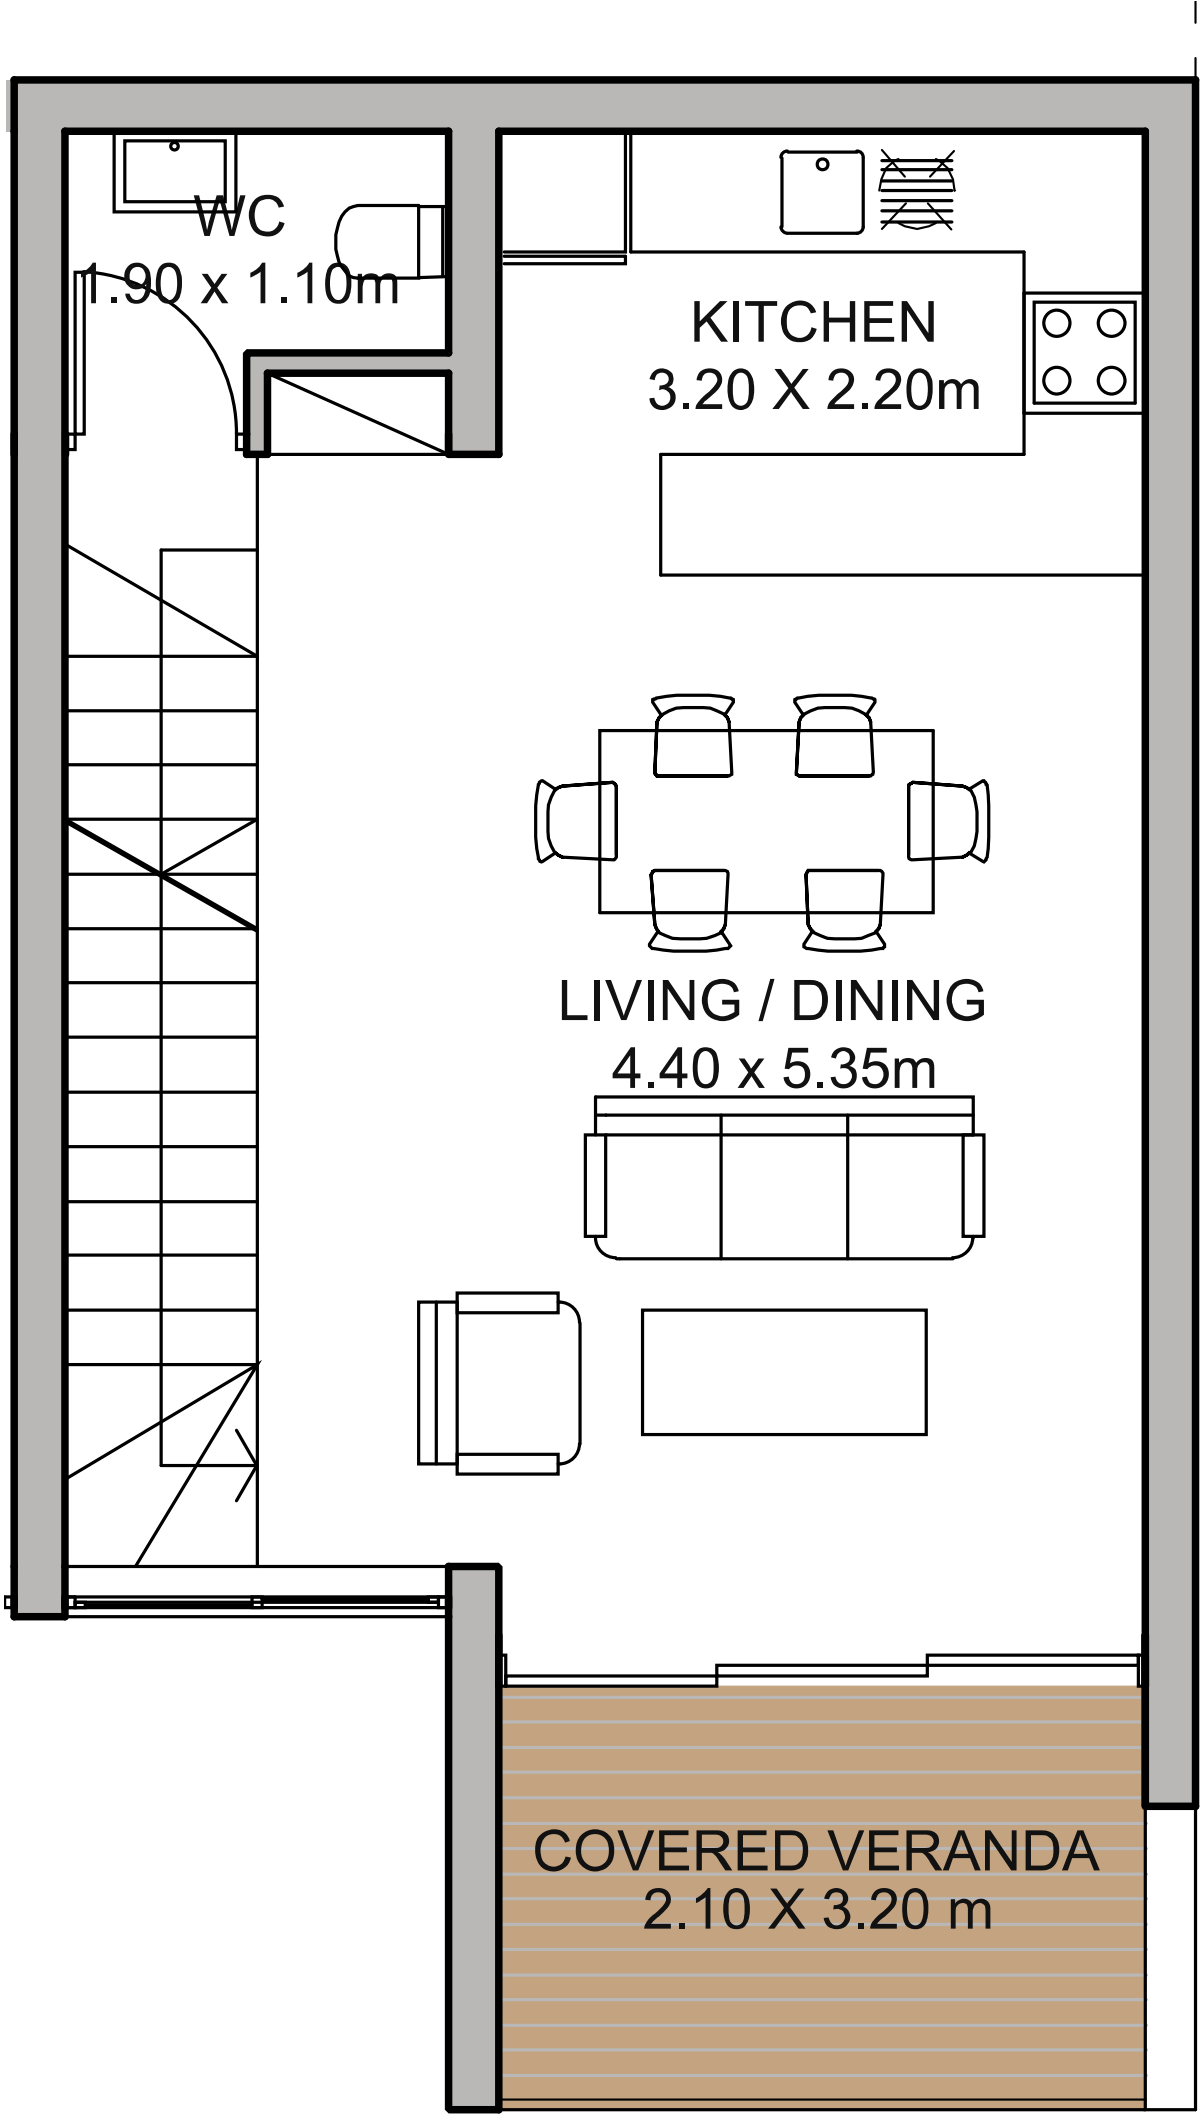 WC
1.90 x 1.10m
KITCHEN
3.20 X 2.20m
LIVING / DINING
4.40 x 5.35m
COVERED VERANDA
2.10 X 3.20 m